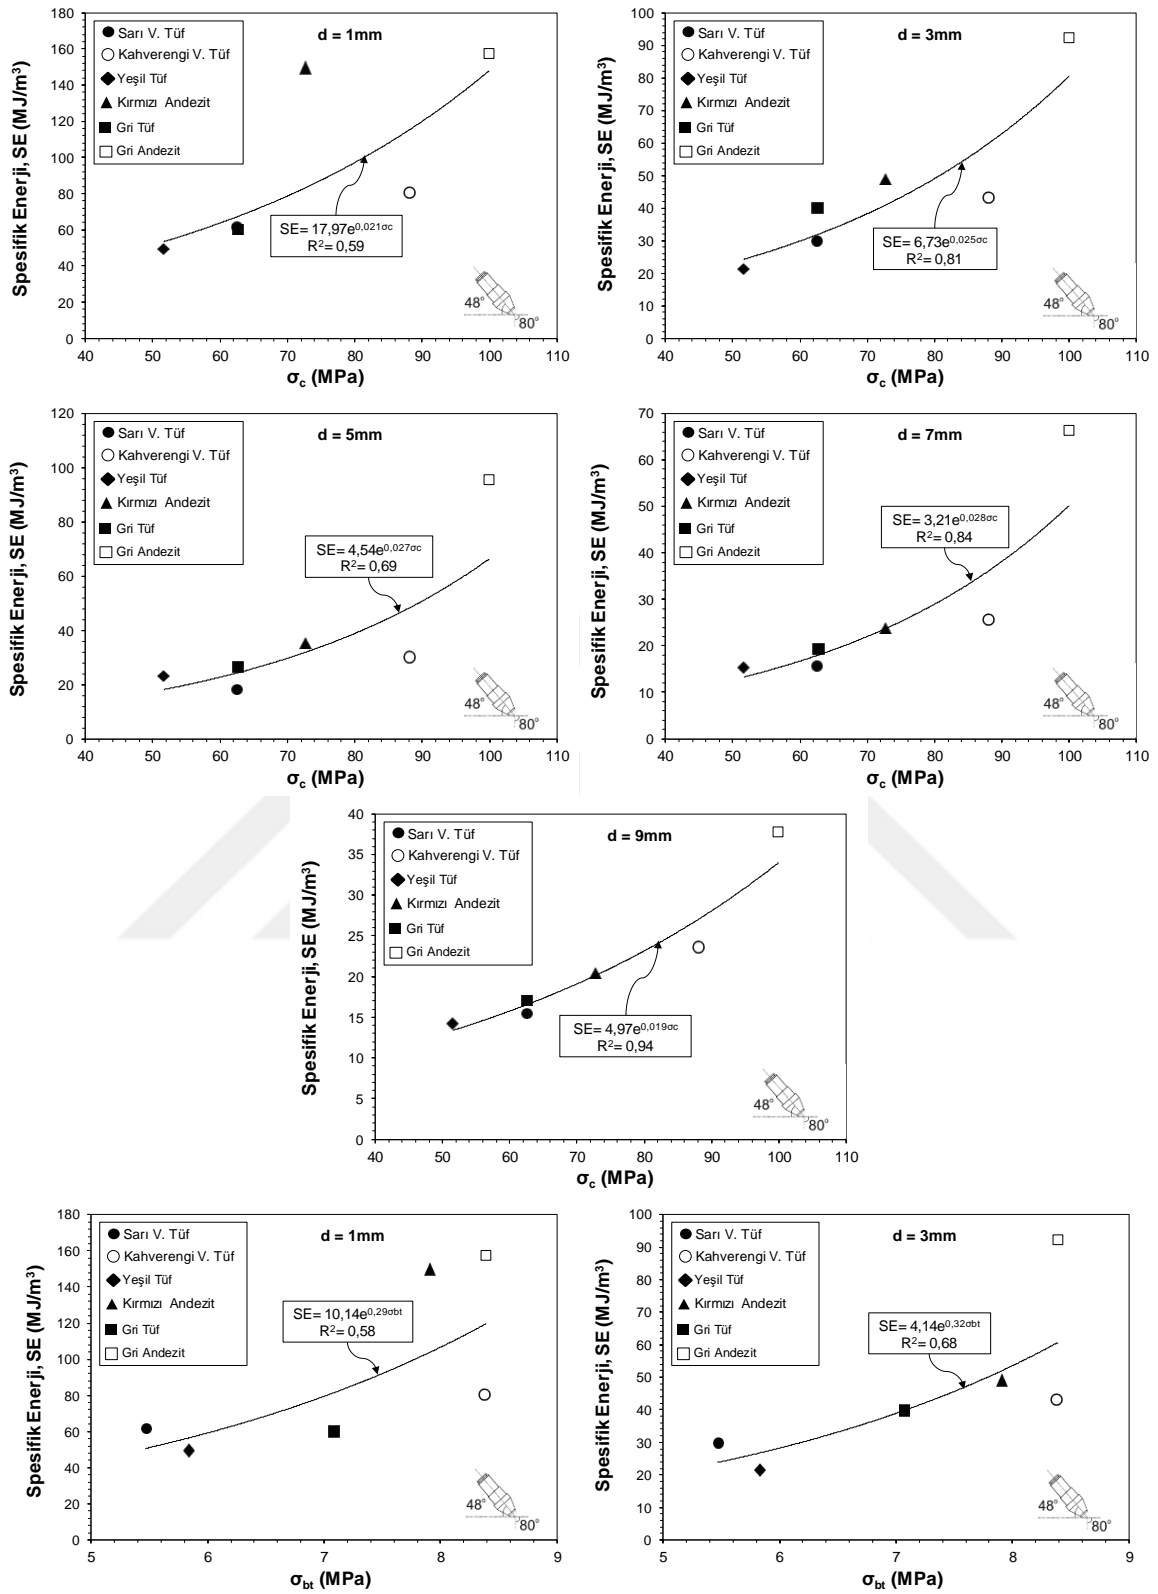 d = 1mm
Sarı V. Tüf
Kahverengi V. Tüf
Yeşil Tüf
Kırmızı Andezit
Gri Tüf
Gri Andezit
Spesifik Enerji, SE (MJ/m³)
180
160
140
120
100
80
60
40
20
0
SE= 17,97e^0,021σc
R²= 0,59
48°
80°
40 50 60 70 80 90 100 110
σc (MPa)
d = 3mm
Sarı V. Tüf
Kahverengi V. Tüf
Yeşil Tüf
Kırmızı Andezit
Gri Tüf
Gri Andezit
Spesifik Enerji, SE (MJ/m³)
100
90
80
70
60
50
40
30
20
10
0
SE= 6,73e^0,025σc
R²= 0,81
48°
80°
40 50 60 70 80 90 100 110
σc (MPa)
d = 5mm
Sarı V. Tüf
Kahverengi V. Tüf
Yeşil Tüf
Kırmızı Andezit
Gri Tüf
Gri Andezit
Spesifik Enerji, SE (MJ/m³)
120
100
80
60
40
20
0
SE= 4,54e^0,027σc
R²= 0,69
48°
80°
40 50 60 70 80 90 100 110
σc (MPa)
d = 7mm
Sarı V. Tüf
Kahverengi V. Tüf
Yeşil Tüf
Kırmızı Andezit
Gri Tüf
Gri Andezit
Spesifik Enerji, SE (MJ/m³)
70
60
50
40
30
20
10
0
SE= 3,21e^0,028σc
R²= 0,84
48°
80°
40 50 60 70 80 90 100 110
σc (MPa)
d = 9mm
Sarı V. Tüf
Kahverengi V. Tüf
Yeşil Tüf
Kırmızı Andezit
Gri Tüf
Gri Andezit
Spesifik Enerji, SE (MJ/m³)
40
35
30
25
20
15
10
5
0
SE= 4,97e^0,019σc
R²= 0,94
48°
80°
40 50 60 70 80 90 100 110
σc (MPa)
d = 1mm
Sarı V. Tüf
Kahverengi V. Tüf
Yeşil Tüf
Kırmızı Andezit
Gri Tüf
Gri Andezit
Spesifik Enerji, SE (MJ/m³)
180
160
140
120
100
80
60
40
20
0
SE= 10,14e^0,29σbt
R²= 0,58
48°
80°
5 6 7 8 9
σbt (MPa)
d = 3mm
Sarı V. Tüf
Kahverengi V. Tüf
Yeşil Tüf
Kırmızı Andezit
Gri Tüf
Gri Andezit
Spesifik Enerji, SE (MJ/m³)
100
90
80
70
60
50
40
30
20
10
0
SE= 4,14e^0,32σbt
R²= 0,68
48°
80°
5 6 7 8 9
σbt (MPa)